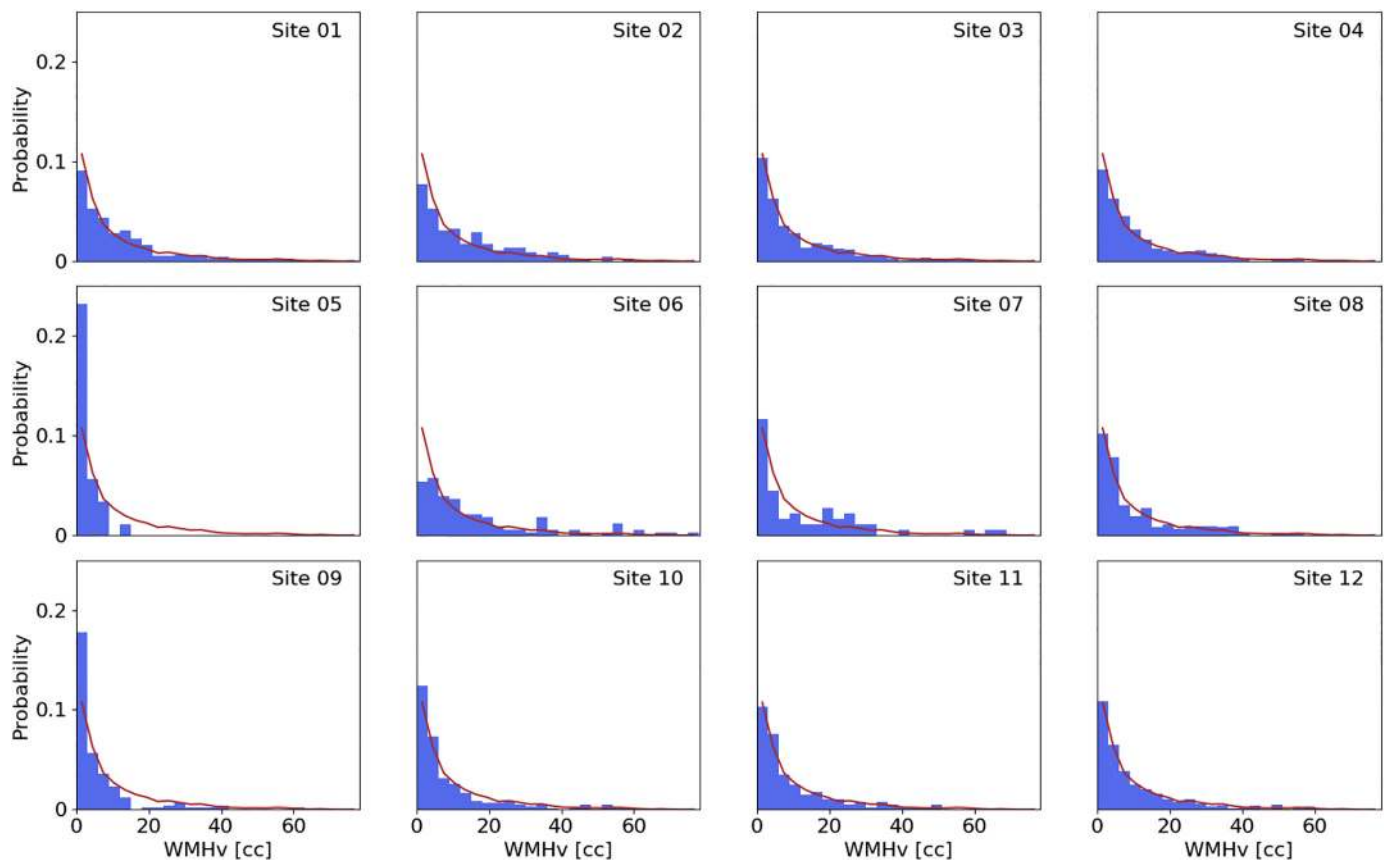 Site 01
Site 02
Site 03
Site 04
Probability
0.2
0.1
0
Site 05
Site 06
Site 07
Site 08
Probability
0.2
0.1
0
Site 09
Site 10
Site 11
Site 12
Probability
0.2
0.1
0
0 20 40 60
0 20 40 60
0 20 40 60
0 20 40 60
WMHv [cc]
WMHv [cc]
WMHv [cc]
WMHv [cc]